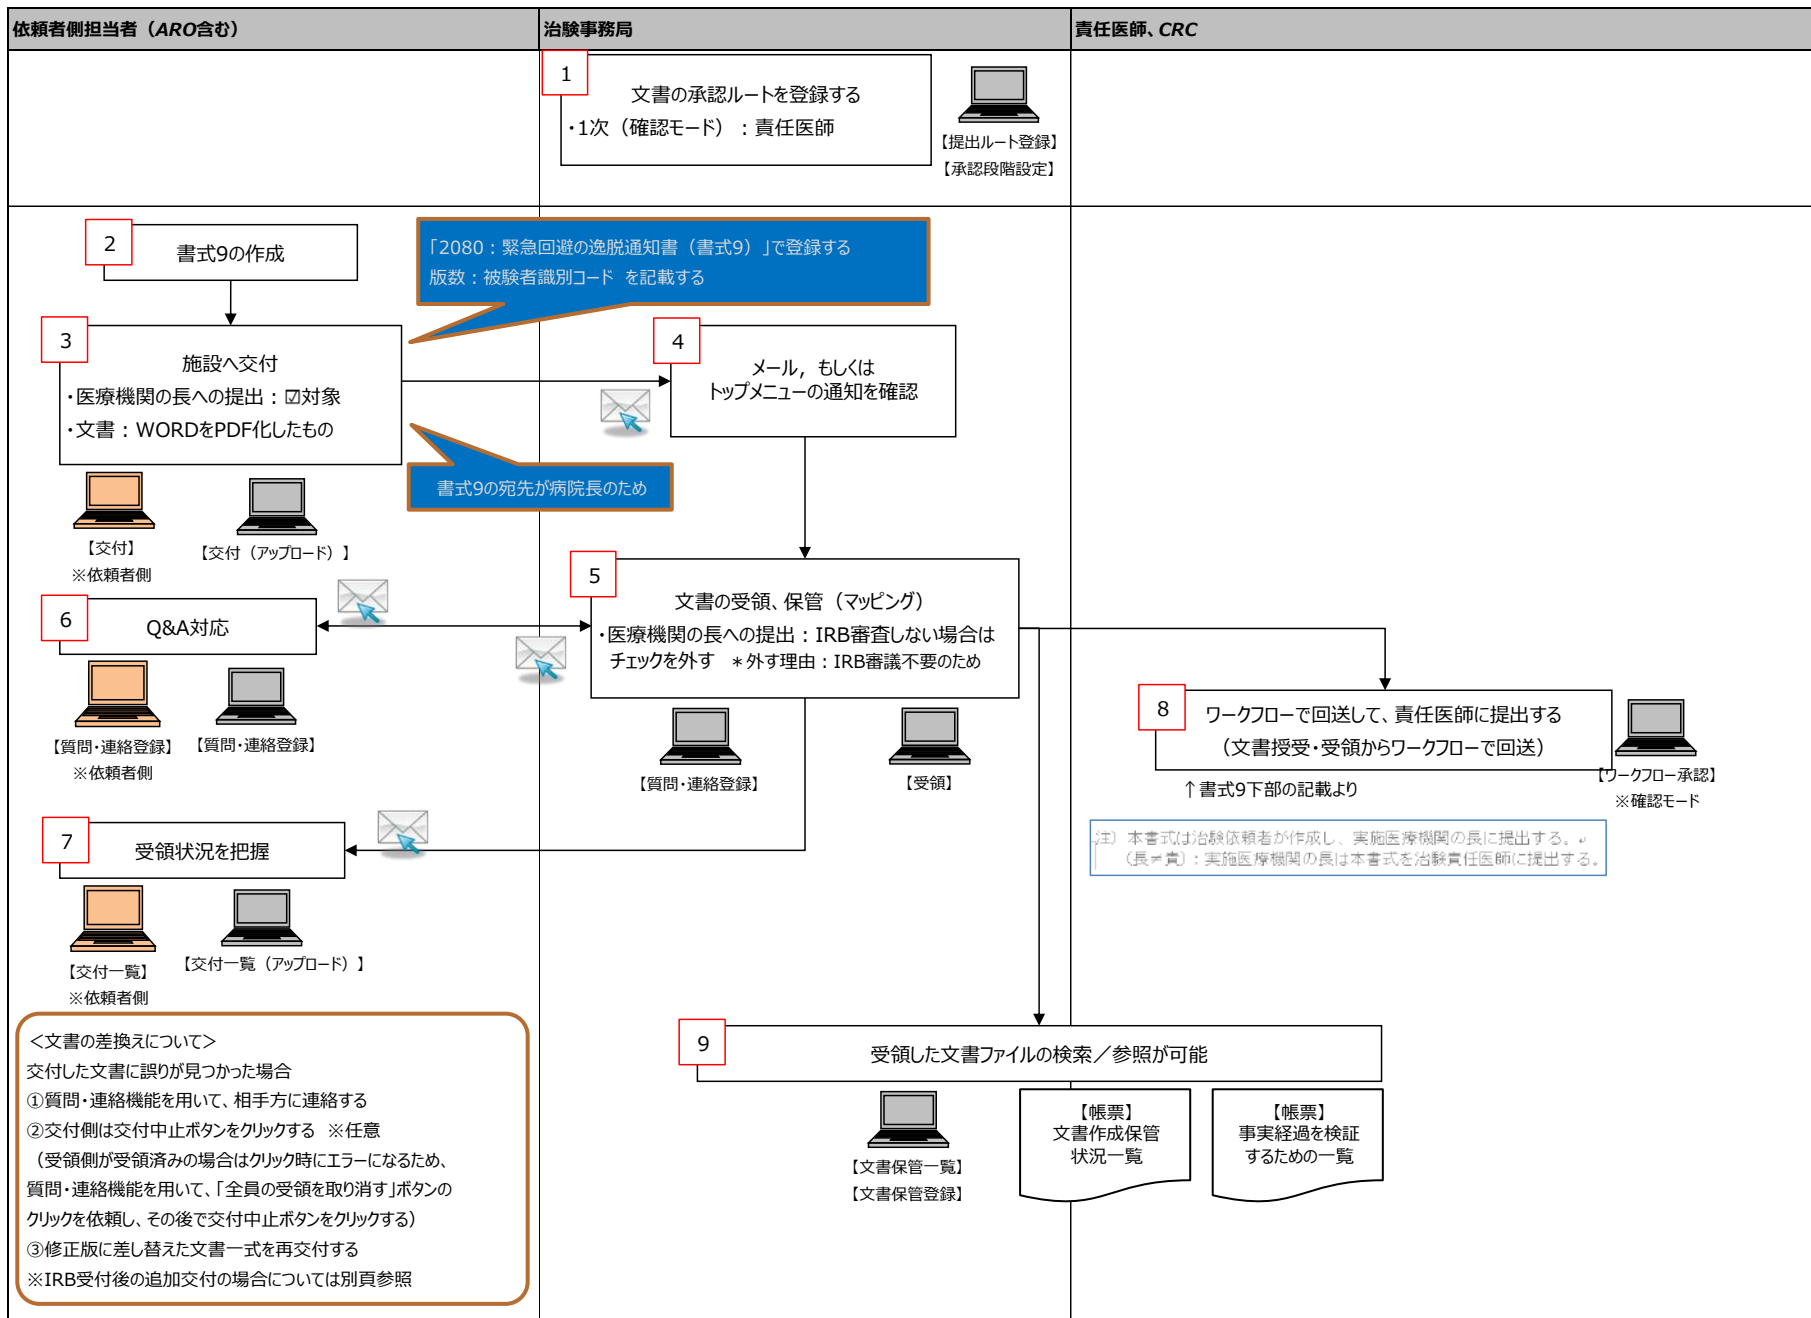 依頼者側担当者（ARO含む）
治験事務局
責任医師、CRC
1
文書の承認ルートを登録する
・1次（確認モード）：責任医師
【提出ルート登録】
【承認段階設定】
2
書式9の作成
「2080：緊急回避の逸脱通知書（書式9）」で登録する
版数：被験者識別コード を記載する
3
施設へ交付
・医療機関の長への提出：☑対象
・文書：WORDをPDF化したもの
4
メール，もしくは
トップメニューの通知を確認
書式9の宛先が病院長のため
【交付】
※依頼者側
【交付（アップロード）】
5
文書の受領、保管（マッピング）
・医療機関の長への提出：IRB審査しない場合は
チェックを外す ＊外す理由：IRB審議不要のため
6
Q&A対応
【質問・連絡登録】
※依頼者側
【質問・連絡登録】
【質問・連絡登録】
【受領】
8
ワークフローで回送して、責任医師に提出する
（文書授受・受領からワークフローで回送）
【ワークフロー承認】
※確認モード
↑書式9下部の記載より
注）本書式は治験依頼者が作成し、実施医療機関の長に提出する。↲
（長≠責）：実施医療機関の長は本書式を治験責任医師に提出する。
7
受領状況を把握
【交付一覧】
※依頼者側
【交付一覧（アップロード）】
9
受領した文書ファイルの検索／参照が可能
【文書保管一覧】
【文書保管登録】
【帳票】
文書作成保管
状況一覧
【帳票】
事実経過を検証
するための一覧
＜文書の差換えについて＞
交付した文書に誤りが見つかった場合
①質問・連絡機能を用いて、相手方に連絡する
②交付側は交付中止ボタンをクリックする ※任意
（受領側が受領済みの場合はクリック時にエラーになるため、
質問・連絡機能を用いて、「全員の受領を取り消す」ボタンの
クリックを依頼し、その後で交付中止ボタンをクリックする）
③修正版に差し替えた文書一式を再交付する
※IRB受付後の追加交付の場合については別頁参照